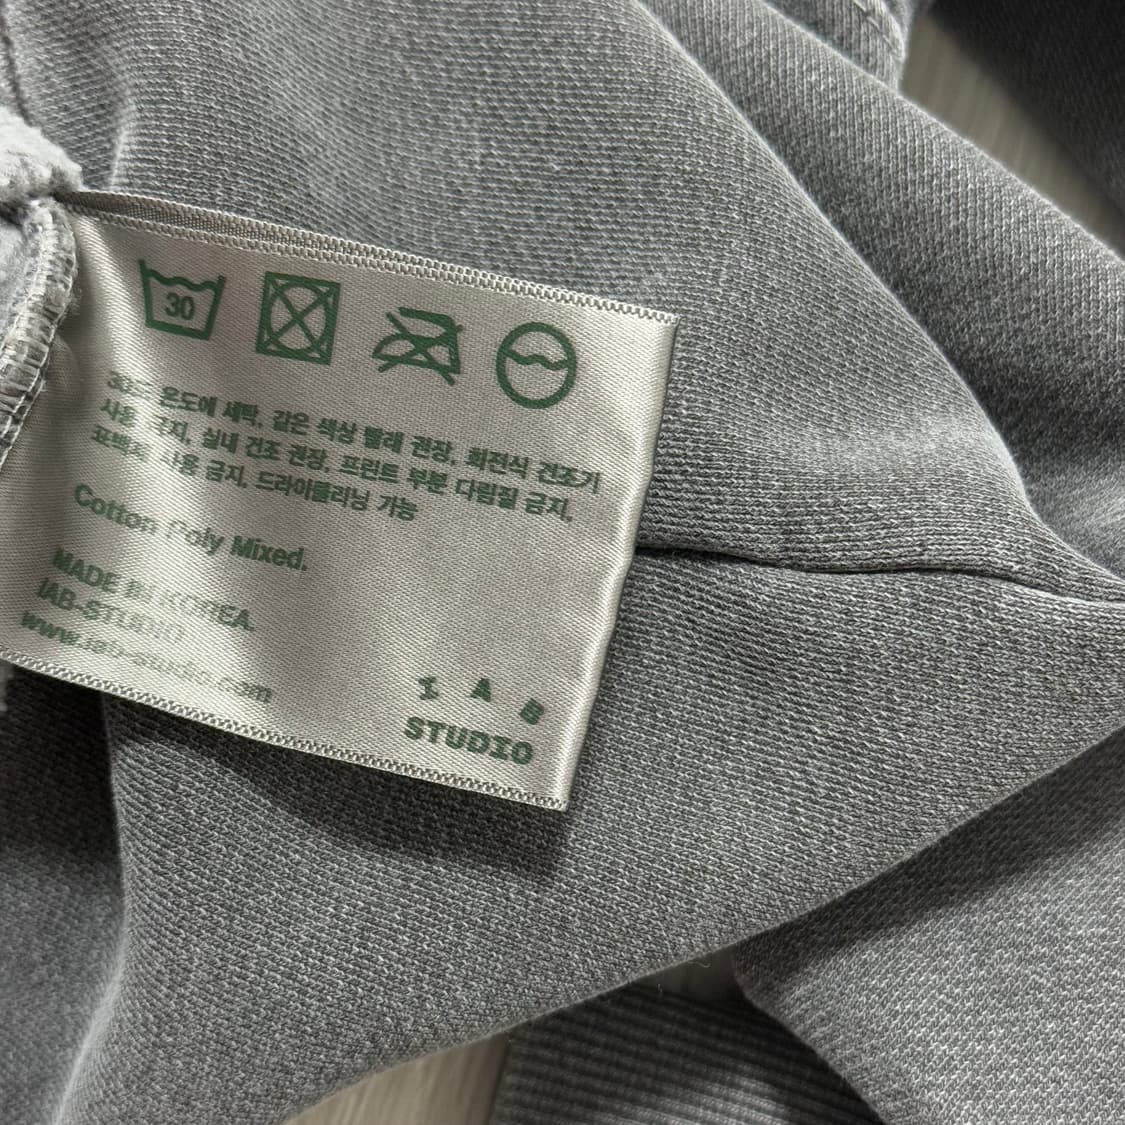 30
30도 온도에 세탁, 같은 색상 빨래 권장, 회전식 건조기
사용 금지, 실내 건조 권장, 프린트 부분 다림질 금지,
표백제 사용 금지, 드라이클리닝 가능
Cotton Poly Mixed.
MADE IN KOREA.
IAB-STUDIO
www.iab-studio.com
I A B
STUDIO